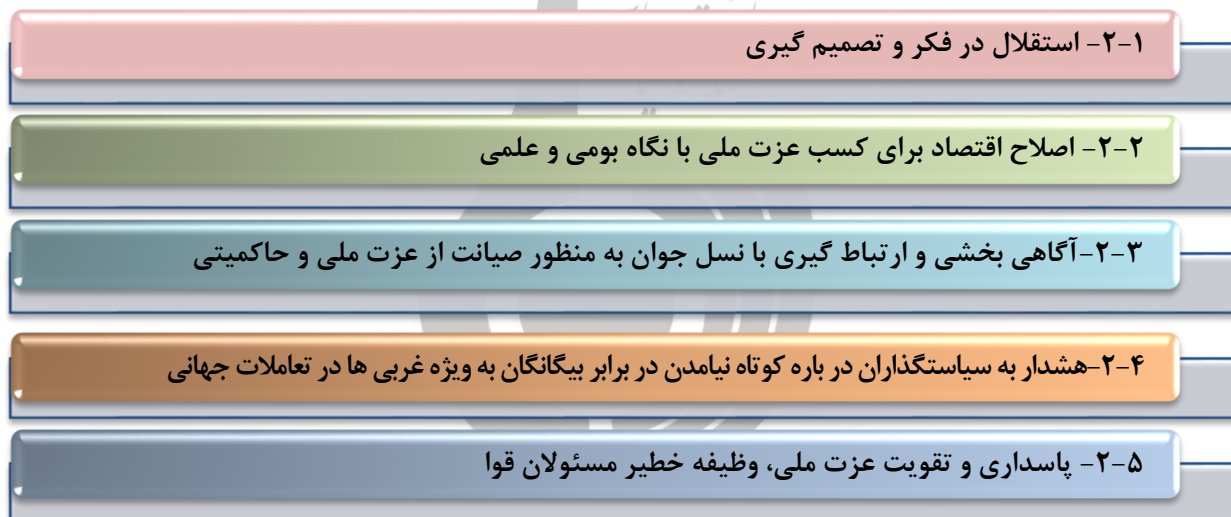 ۲-۱- استقلال در فکر و تصمیم گیری
۲-۲- اصلاح اقتصاد برای کسب عزت ملی با نگاه بومی و علمی
۲-۳-آگاهی بخشی و ارتباط گیری با نسل جوان به منظور صیانت از عزت ملی و حاکمیتی
۲-۴-هشدار به سیاستگذاران در باره کوتاه نیامدن در برابر بیگانگان به ویژه غربی ها در تعاملات جهانی
۲-۵- پاسداری و تقویت عزت ملی، وظیفه خطیر مسئولان قوا